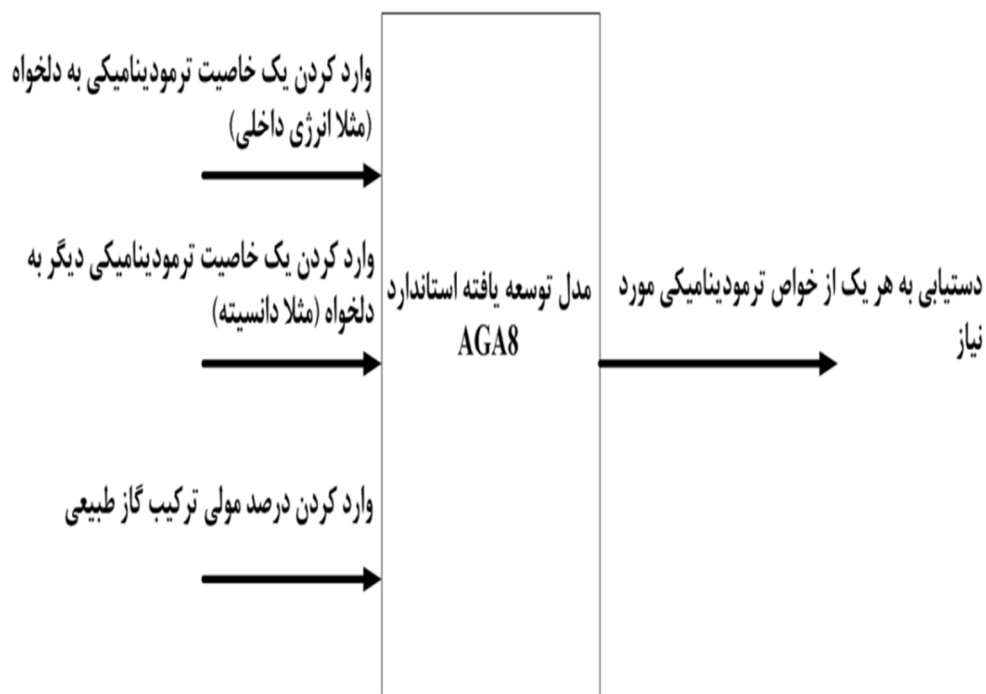 وارد کردن یک خاصیت ترمودینامیکی به دلخواه
(مثلا انرژی داخلی)
وارد کردن یک خاصیت ترمودینامیکی دیگر به
دلخواه (مثلا دانسیته)
وارد کردن درصد مولی ترکیب گاز طبیعی
مدل توسعه یافته استاندارد
AGA8
دستیابی به هر یک از خواص ترمودینامیکی مورد
نیاز